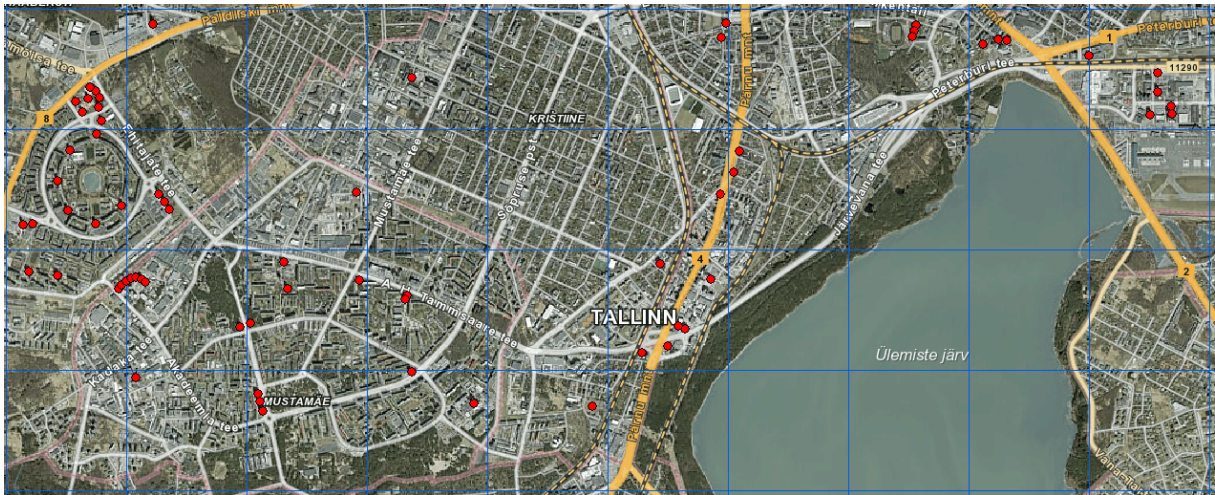 Paldiski mnt
Peterburi te
1
11290
Peterburi tee
Pärnu mnt
8
KRISTIINE
Ehitajate tee
Mustamäe tee
Sõpruse pst
Järvevana tee
4
2
A. H. Tammsaare tee
TALLINN
Ülemiste järv
Kadaka tee
Akadeemia tee
MUSTAMÄE
Pärnu mnt